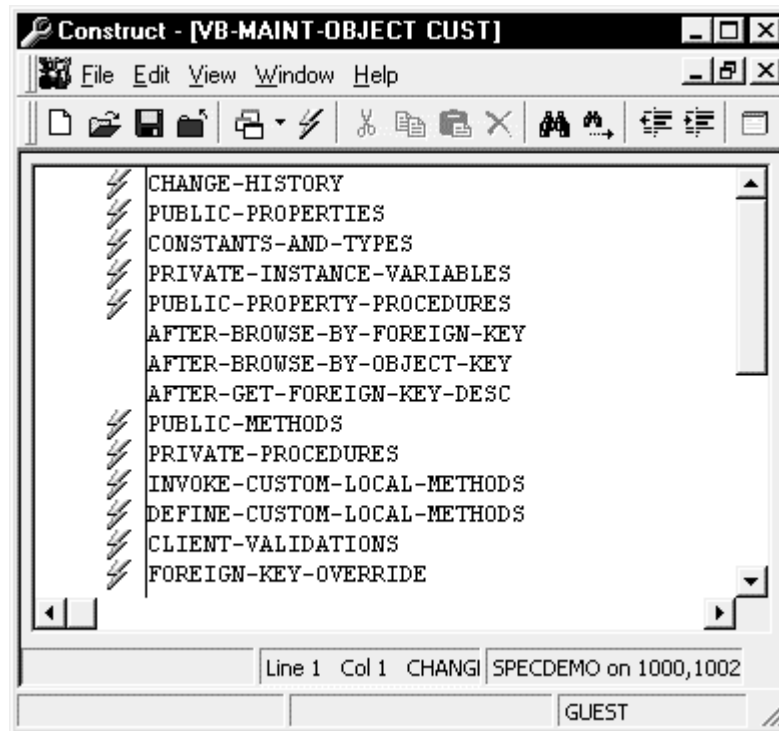 Construct - [VB-MAINT-OBJECT CUST]
File Edit View Window Help
CHANGE-HISTORY
PUBLIC-PROPERTIES
CONSTANTS-AND-TYPES
PRIVATE-INSTANCE-VARIABLES
PUBLIC-PROPERTY-PROCEDURES
AFTER-BROWSE-BY-FOREIGN-KEY
AFTER-BROWSE-BY-OBJECT-KEY
AFTER-GET-FOREIGN-KEY-DESC
PUBLIC-METHODS
PRIVATE-PROCEDURES
INVOKE-CUSTOM-LOCAL-METHODS
DEFINE-CUSTOM-LOCAL-METHODS
CLIENT-VALIDATIONS
FOREIGN-KEY-OVERRIDE
Line 1 Col 1 CHANGI SPECDEMO on 1000,1002
GUEST